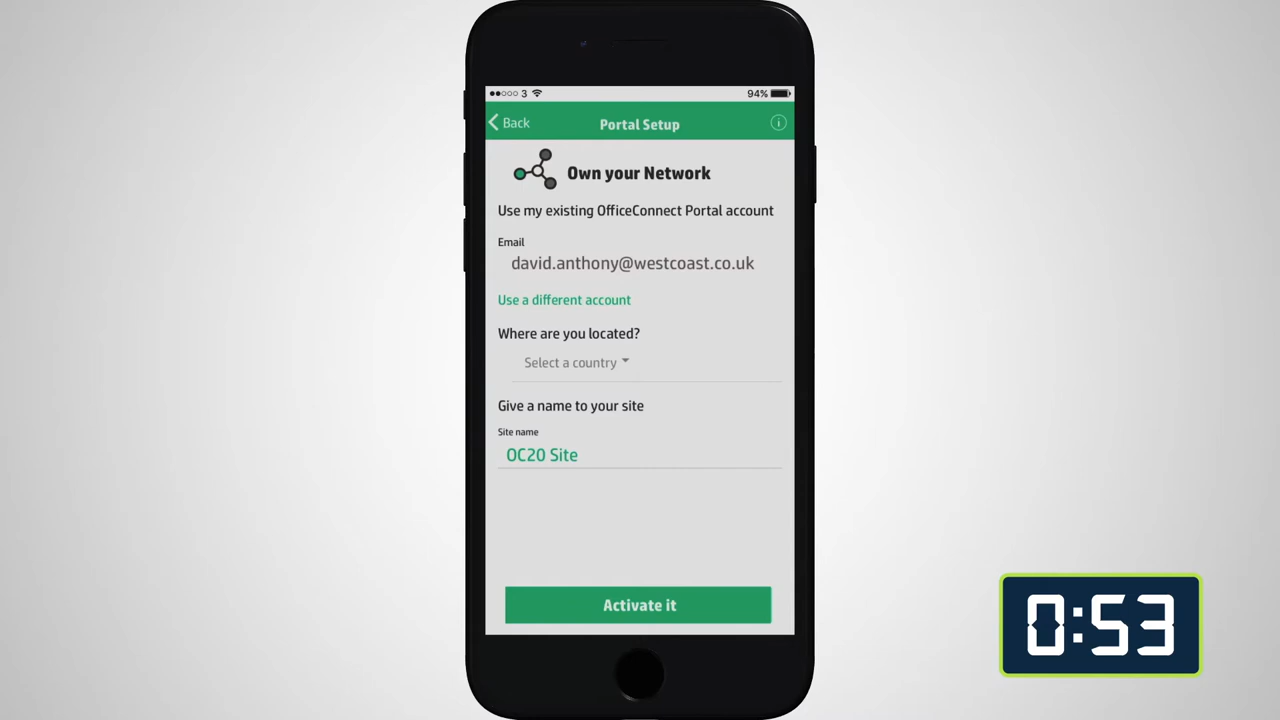 3 94%
Back Portal Setup
Own your Network
Use my existing OfficeConnect Portal account
Email
david.anthony@westcoast.co.uk
Use a different account
Where are you located?
Select a country
Give a name to your site
Site name
OC20 Site
Activate it
0:53